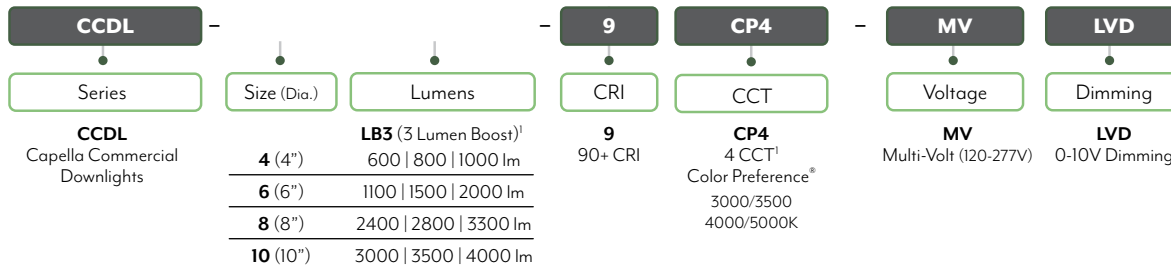 CCDL – – 9 CP4 – MV LVD
Series Size (Dia.) Lumens CRI CCT Voltage Dimming
CCDL LB3 (3 Lumen Boost)¹ 9 CP4 MV LVD
Capella Commercial 4 (4”) 600 | 800 | 1000 lm 90+ CRI 4 CCT¹ Multi-Volt (120-277V) 0-10V Dimming
Downlights Color Preference®
6 (6”) 1100 | 1500 | 2000 lm 3000/3500
8 (8”) 2400 | 2800 | 3300 lm 4000/5000K
10 (10”) 3000 | 3500 | 4000 lm